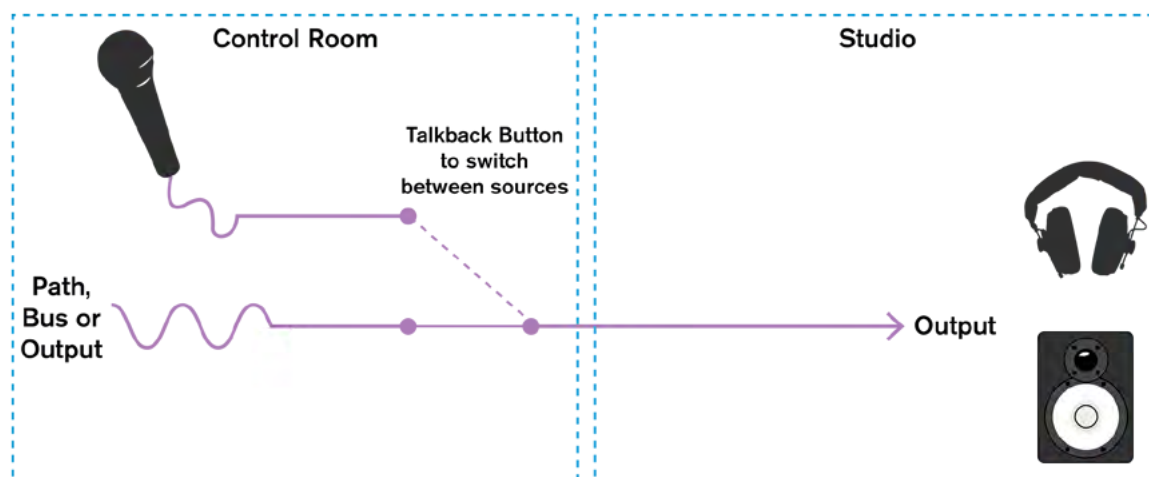 Control Room
Studio
Talkback Button
to switch
between sources
Path,
Bus or
Output
Output